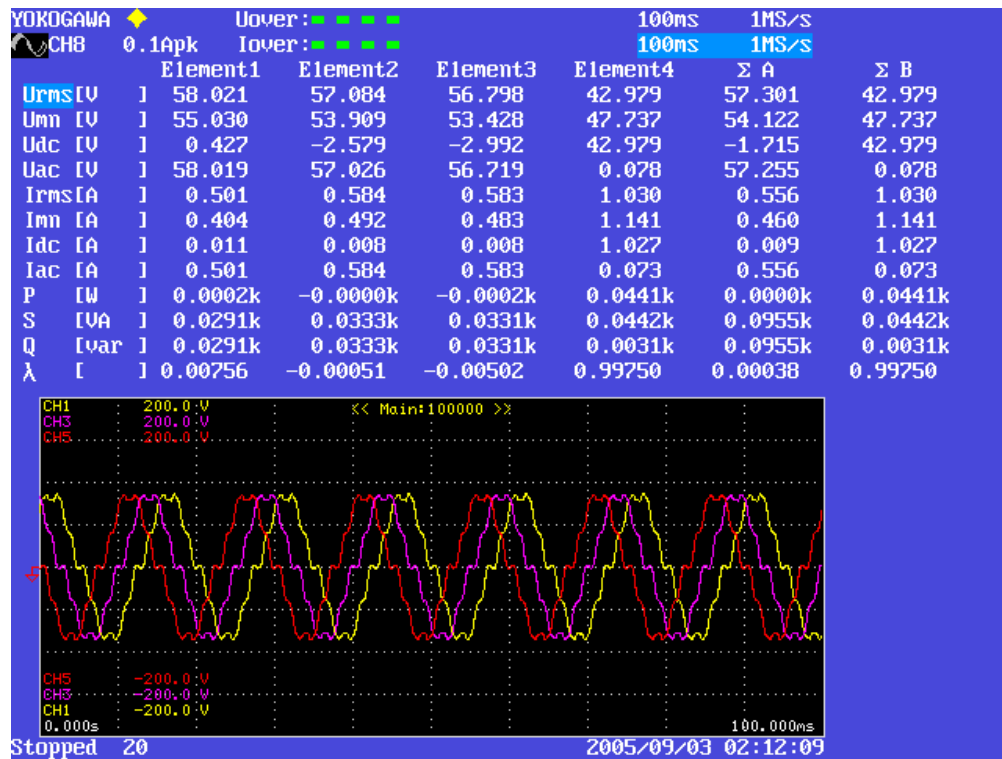 YOKOGAWA Uover: 100ms 1MS/s
CH8 0.1Apk Iover: 100ms 1MS/s
Element1 Element2 Element3 Element4 Σ A Σ B
Urms[V ] 58.021 57.084 56.798 42.979 57.301 42.979
Umn [V ] 55.030 53.909 53.428 47.737 54.122 47.737
Udc [V ] 0.427 -2.579 -2.992 42.979 -1.715 42.979
Uac [V ] 58.019 57.026 56.719 0.078 57.255 0.078
Irms[A ] 0.501 0.584 0.583 1.030 0.556 1.030
Imn [A ] 0.404 0.492 0.483 1.141 0.460 1.141
Idc [A ] 0.011 0.008 0.008 1.027 0.009 1.027
Iac [A ] 0.501 0.584 0.583 0.073 0.556 0.073
P [W ] 0.0002k -0.0000k -0.0002k 0.0441k 0.0000k 0.0441k
S [VA ] 0.0291k 0.0333k 0.0331k 0.0442k 0.0955k 0.0442k
Q [var ] 0.0291k 0.0333k 0.0331k 0.0031k 0.0955k 0.0031k
λ [ ] 0.00756 -0.00051 -0.00502 0.99750 0.00038 0.99750
CH1 200.0 V << Main:100000 >>
CH3 200.0 V
CH5 200.0 V
CH5 -200.0 V
CH3 -200.0 V
CH1 -200.0 V
0.000s 100.000ms
Stopped 20 2005/09/03 02:12:09